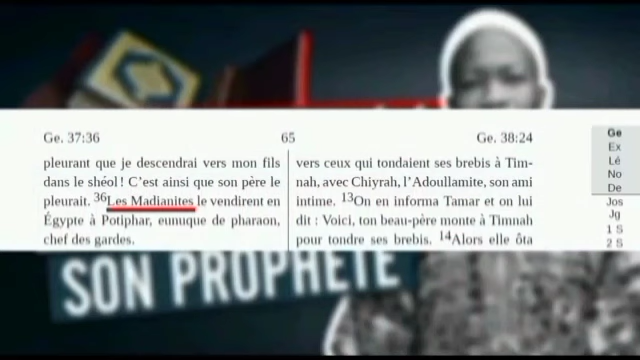 Ge. 37:36
65
Ge. 38:24
pleurant que je descendrai vers mon fils
dans le shéol ! C'est ainsi que son père le
pleurait. 36Les Madianites le vendirent en
Égypte à Potiphar, eunuque de pharaon,
chef des gardes.
vers ceux qui tondaient ses brebis à Tim-
nah, avec Chiyrah, l'Adoullamite, son ami
intime. 13On en informa Tamar et on lui
dit : Voici, ton beau-père monte à Timnah
pour tondre ses brebis. 14Alors elle ôta
Ge
Ex
Lé
No
De
Jos
Jg
1 S
2 S
SON PROPHÈTE